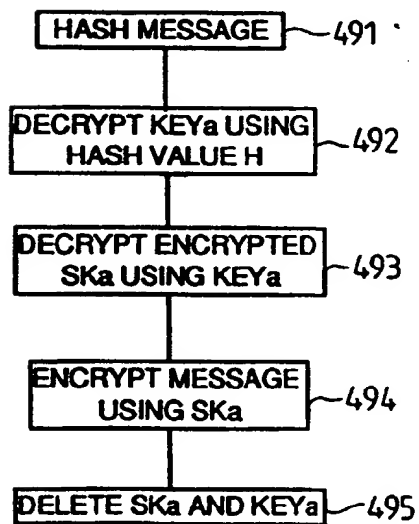 HASH MESSAGE
491
DECRYPT KEYa USING
HASH VALUE H
492
DECRYPT ENCRYPTED
SKa USING KEYa
493
ENCRYPT MESSAGE
USING SKa
494
DELETE SKa AND KEYa
495